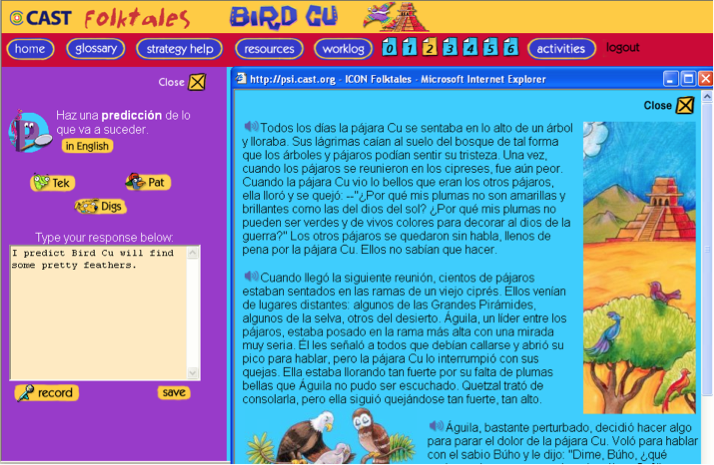 CAST Folktales BIRD CU
home glossary strategy help resources worklog 0 1 2 3 4 5 6 activities logout
Close
Haz una predicción de lo
que va a suceder.
in English
Tek Pat
Digs
Type your response below:
I predict Bird Cu will find
some pretty feathers.
record save
http://psi.cast.org - ICON Folktales - Microsoft Internet Explorer
Close
Todos los días la pájara Cu se sentaba en lo alto de un árbol
y lloraba. Sus lágrimas caían al suelo del bosque de tal forma
que los árboles y pájaros podían sentir su tristeza. Una vez,
cuando los pájaros se reunieron en los cipreses, fue aún peor.
Cuando la pájara Cu vio lo bellos que eran los otros pájaros,
ella lloró y se quejó: --"¿Por qué mis plumas no son amarillas y
brillantes como las del dios del sol? ¿Por qué mis plumas no
pueden ser verdes y de vivos colores para decorar al dios de la
guerra?" Los otros pájaros se quedaron sin habla, llenos de
pena por la pájara Cu. Ellos no sabían que hacer.
Cuando llegó la siguiente reunión, cientos de pájaros
estaban sentados en las ramas de un viejo ciprés. Ellos venían
de lugares distantes: algunos de las Grandes Pirámides,
algunos de la selva, otros del desierto. Águila, un líder entre los
pájaros, estaba posado en la rama más alta con una mirada
muy seria. Él les señaló a todos que debían callarse y abrió su
pico para hablar, pero la pájara Cu lo interrumpió con sus
quejas. Ella estaba llorando tan fuerte por su falta de plumas
bellas que Águila no pudo ser escuchado. Quetzal trató de
consolarla, pero ella siguió quejándose tan fuerte, tan alto.
Águila, bastante perturbado, decidió hacer algo
para parar el dolor de la pájara Cu. Voló para hablar
con el sabio Búho y le dijo: "Dime, Búho, ¿qué